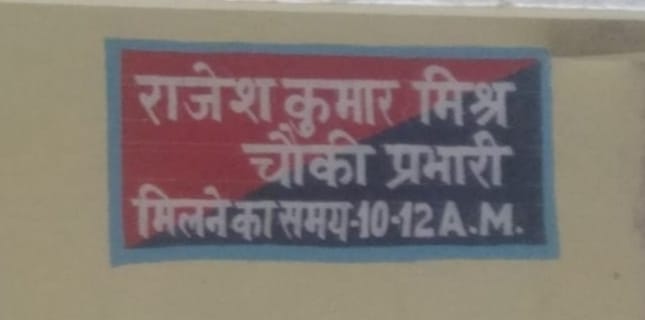 राजेश कुमार मिश्र
चौकी प्रभारी
मिलने का समय-10-12 A.M.